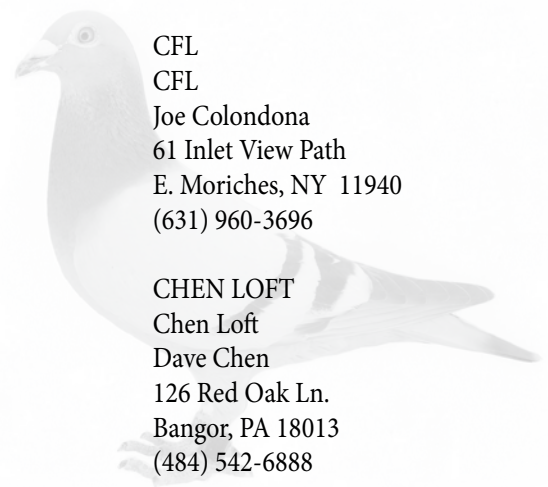 CFL
CFL
Joe Colondona
61 Inlet View Path
E. Moriches, NY  11940
(631) 960-3696

CHEN LOFT
Chen Loft
Dave Chen
126 Red Oak Ln.
Bangor, PA 18013
(484) 542-6888